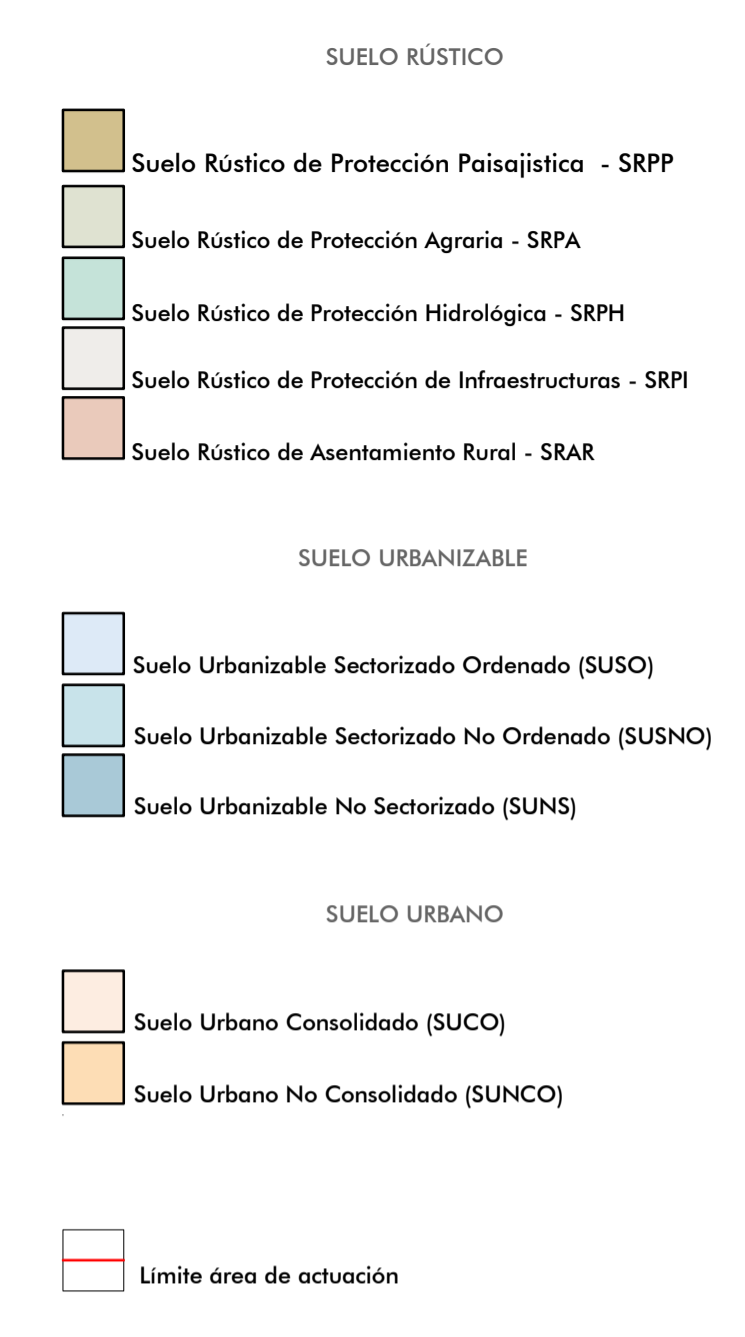 SUELO RÚSTICO
Suelo Rústico de Protección Paisajistica - SRPP
Suelo Rústico de Protección Agraria - SRPA
Suelo Rústico de Protección Hidrológica - SRPH
Suelo Rústico de Protección de Infraestructuras - SRPI
Suelo Rústico de Asentamiento Rural - SRAR
SUELO URBANIZABLE
Suelo Urbanizable Sectorizado Ordenado (SUSO)
Suelo Urbanizable Sectorizado No Ordenado (SUSNO)
Suelo Urbanizable No Sectorizado (SUNS)
SUELO URBANO
Suelo Urbano Consolidado (SUCO)
Suelo Urbano No Consolidado (SUNCO)
Límite área de actuación